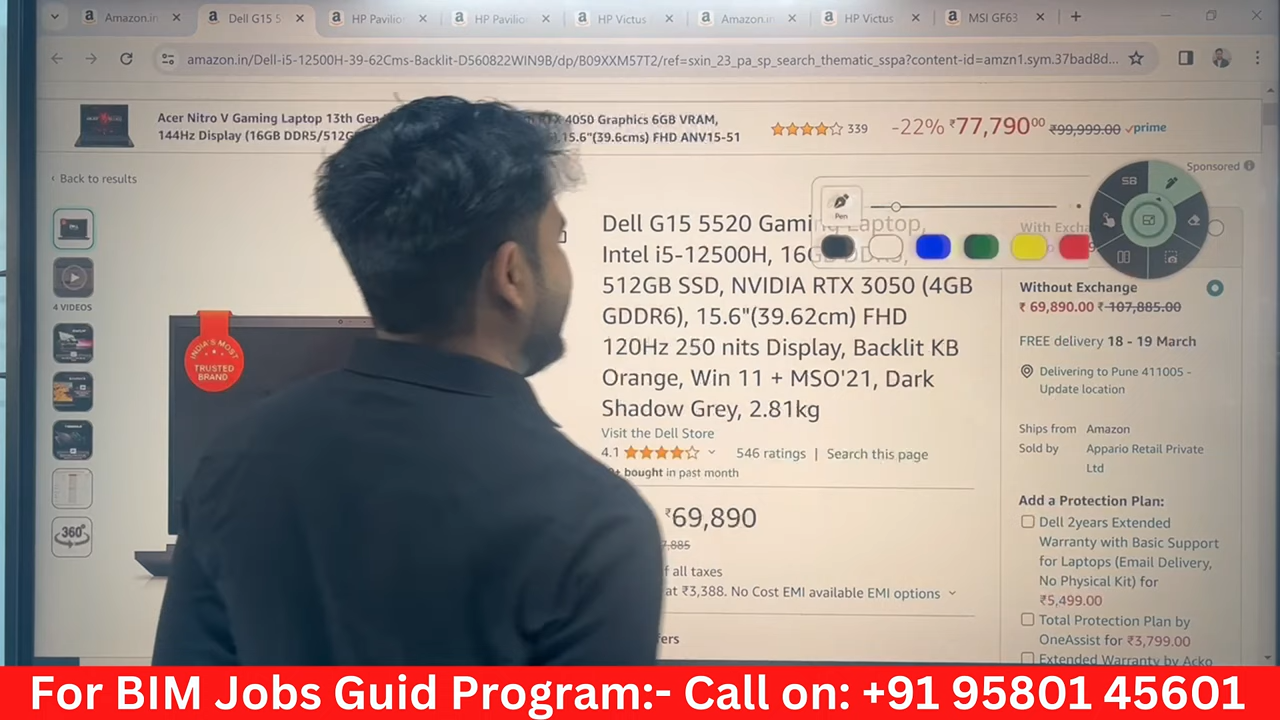 Amazon.in
Dell G15 5
HP Pavilio
HP Pavilio
HP Victus
Amazon.in
HP Victus
MSI GF63
amazon.in/Dell-i5-12500H-39-62Cms-Backlit-D560822WIN9B/dp/B09XXM57T2/ref=sxin_23_pa_sp_search_thematic_sspa?content-id=amzn1.sym.37bad8d...
Acer Nitro V Gaming Laptop 13th Gen 4050 Graphics 6GB VRAM,
144Hz Display (16GB DDR5/512G 15.6"(39.6cms) FHD ANV15-51
339
-22% ₹77,790⁰⁰ ₹99,999.00 prime
Sponsored
‹ Back to results
4 VIDEOS
360°
INDIA'S MOST
TRUSTED
BRAND
Dell G15 5520 Gaming Laptop,
Intel i5-12500H, 16GB DDR5,
512GB SSD, NVIDIA RTX 3050 (4GB
GDDR6), 15.6"(39.62cm) FHD
120Hz 250 nits Display, Backlit KB
Orange, Win 11 + MSO'21, Dark
Shadow Grey, 2.81kg
Visit the Dell Store
4.1 546 ratings | Search this page
bought in past month
₹69,890
7,885
of all taxes
at ₹3,388. No Cost EMI available EMI options
fers
Pen
SB
With Excha
Without Exchange
₹ 69,890.00 ₹ 107,885.00
FREE delivery 18 - 19 March
Delivering to Pune 411005 -
Update location
Ships from Amazon
Sold by Appario Retail Private
Ltd
Add a Protection Plan:
Dell 2years Extended
Warranty with Basic Support
for Laptops (Email Delivery,
No Physical Kit) for
₹5,499.00
Total Protection Plan by
OneAssist for ₹3,799.00
Extended Warranty by Acko
For BIM Jobs Guid Program:- Call on: +91 95801 45601